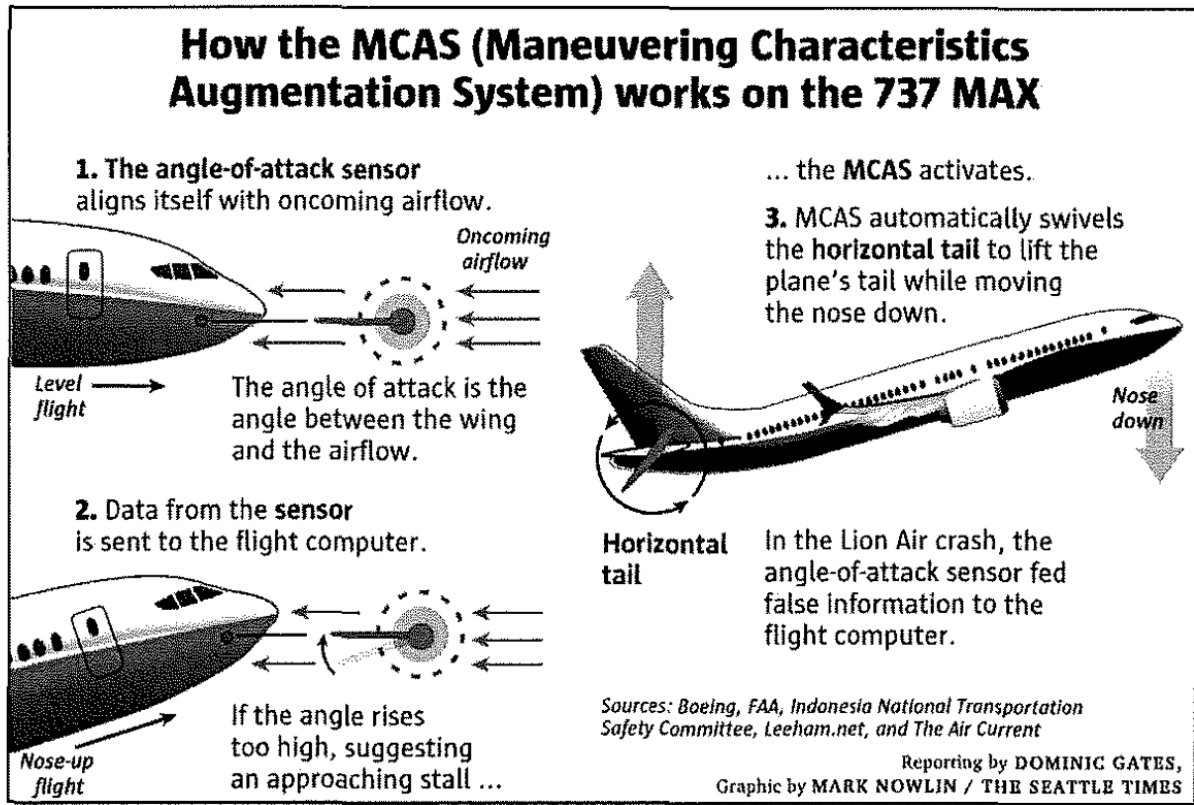 How the MCAS (Maneuvering Characteristics
Augmentation System) works on the 737 MAX
1. The angle-of-attack sensor
aligns itself with oncoming airflow.
Oncoming
airflow
Level
flight
The angle of attack is the
angle between the wing
and the airflow.
2. Data from the sensor
is sent to the flight computer.
Nose-up
flight
If the angle rises
too high, suggesting
an approaching stall ...
... the MCAS activates.
3. MCAS automatically swivels
the horizontal tail to lift the
plane's tail while moving
the nose down.
Nose
down
Horizontal
tail
In the Lion Air crash, the
angle-of-attack sensor fed
false information to the
flight computer.
Sources: Boeing, FAA, Indonesia National Transportation
Safety Committee, Leeham.net, and The Air Current
Reporting by DOMINIC GATES,
Graphic by MARK NOWLIN / THE SEATTLE TIMES